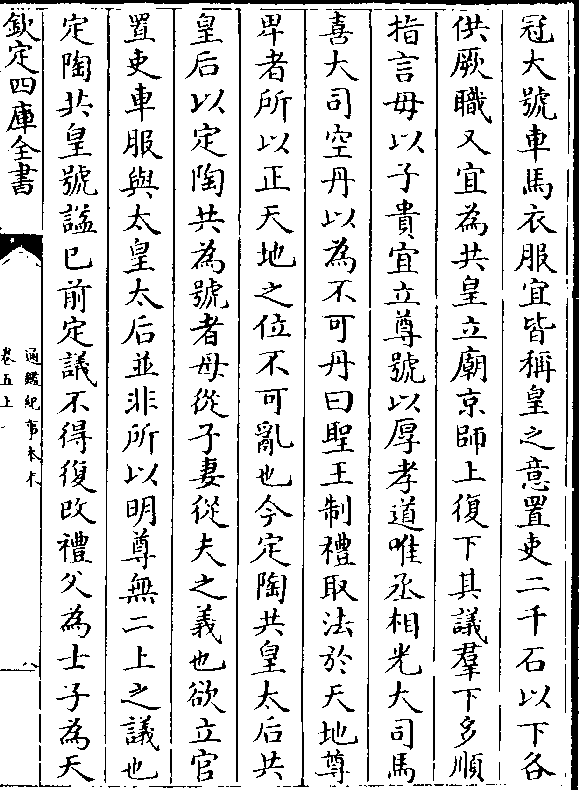 冠大號車馬衣服宜皆稱皇之意置吏二千石以下各
供厥職又宜為共皇立廟京師上復下其議羣下多順
指言母以子貴宜立尊號以厚孝道唯丞相光大司馬
喜大司空丹以為不可丹曰聖王制禮取法於天地尊
卑者所以正天地之位不可亂也今定陶共皇太后共
皇后以定陶共為號者母從子妻從夫之義也欲立官
置吏車服與太皇太后並非所以明尊無二上之議也
定陶共皇號諡已前定議不得復改禮父為士子為天
欽定四庫全書
通鑑紀事本末
卷五上
八